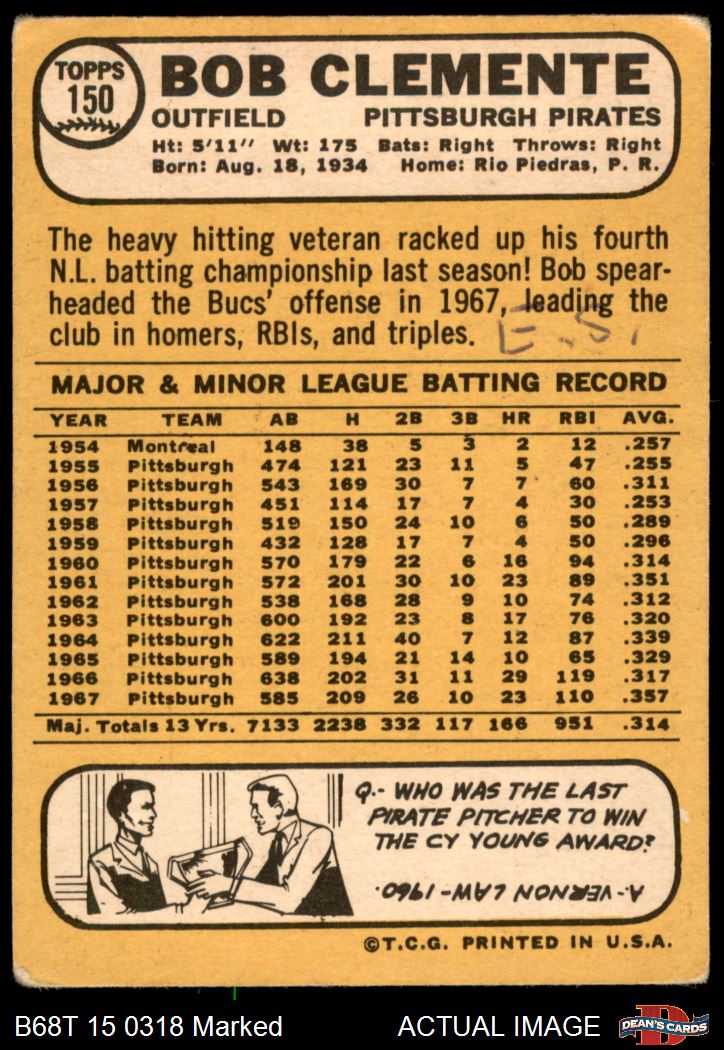 TOPPS
150
BOB CLEMENTE
OUTFIELD PITTSBURGH PIRATES
Ht: 5'11" Wt: 175 Bats: Right Throws: Right
Born: Aug. 18, 1934 Home: Rio Piedras, P. R.
The heavy hitting veteran racked up his fourth
N.L. batting championship last season! Bob spear-
headed the Bucs' offense in 1967, leading the
club in homers, RBIs, and triples. E.S.
MAJOR & MINOR LEAGUE BATTING RECORD
YEAR TEAM AB H 2B 3B HR RBI AVG.
1954 Montreal 148 38 5 3 2 12 .257
1955 Pittsburgh 474 121 23 11 5 47 .255
1956 Pittsburgh 543 169 30 7 7 60 .311
1957 Pittsburgh 451 114 17 7 4 30 .253
1958 Pittsburgh 519 150 24 10 6 50 .289
1959 Pittsburgh 432 128 17 7 4 50 .296
1960 Pittsburgh 570 179 22 6 16 94 .314
1961 Pittsburgh 572 201 30 10 23 89 .351
1962 Pittsburgh 538 168 28 9 10 74 .312
1963 Pittsburgh 600 192 23 8 17 76 .320
1964 Pittsburgh 622 211 40 7 12 87 .339
1965 Pittsburgh 589 194 21 14 10 65 .329
1966 Pittsburgh 638 202 31 11 29 119 .317
1967 Pittsburgh 585 209 26 10 23 110 .357
Maj. Totals 13 Yrs. 7133 2238 332 117 166 951 .314
Q.- WHO WAS THE LAST
PIRATE PITCHER TO WIN
THE CY YOUNG AWARD?
A.- VERNON LAW - 1960.
©T.C.G. PRINTED IN U.S.A.
B68T 15 0318 Marked ACTUAL IMAGE
D
DEAN'S CARDS